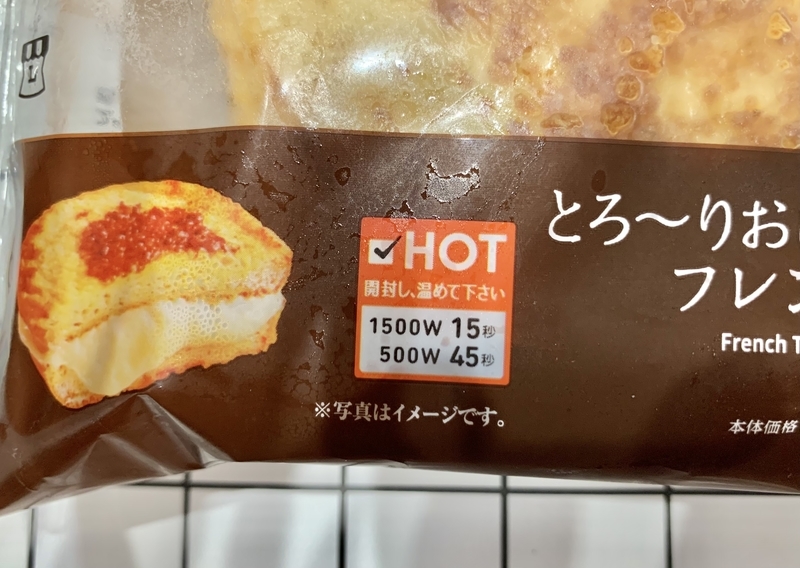 L
とろ〜りお
フレン
French T
HOT
開封し、温めて下さい
1500W 15秒
500W 45秒
※写真はイメージです。
本体価格